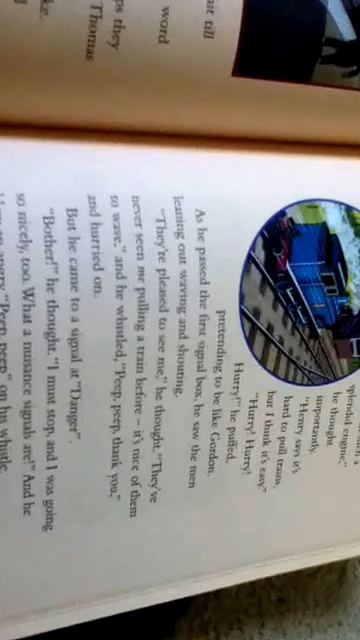 till
word
they
Thomas
splendid engine,"
he thought
importantly.
"Henry says it's
hard to pull trains,
but I think it's easy."
"Hurry! Hurry!
Hurry!" he puffed,
pretending to be like Gordon.
As he passed the first signal box, he saw the men
leaning out waving and shouting.
"They're pleased to see me," he thought. "They've
never seen me pulling a train before – it's nice of them
to wave," and he whistled, "Peep, peep, thank you,"
and hurried on.
But he came to a signal at "Danger".
"Bother!" he thought. "I must stop, and I was going
so nicely, too. What a nuisance signals are!" And he
an angry "Peep, peep" on his whistle.